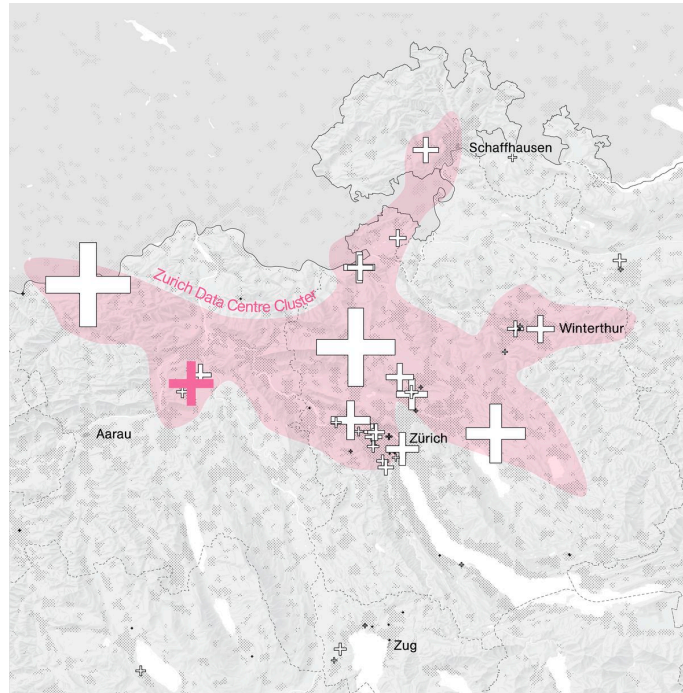 Schaffhausen
Zurich Data Centre Cluster
Winterthur
Aarau
Zürich
Zug